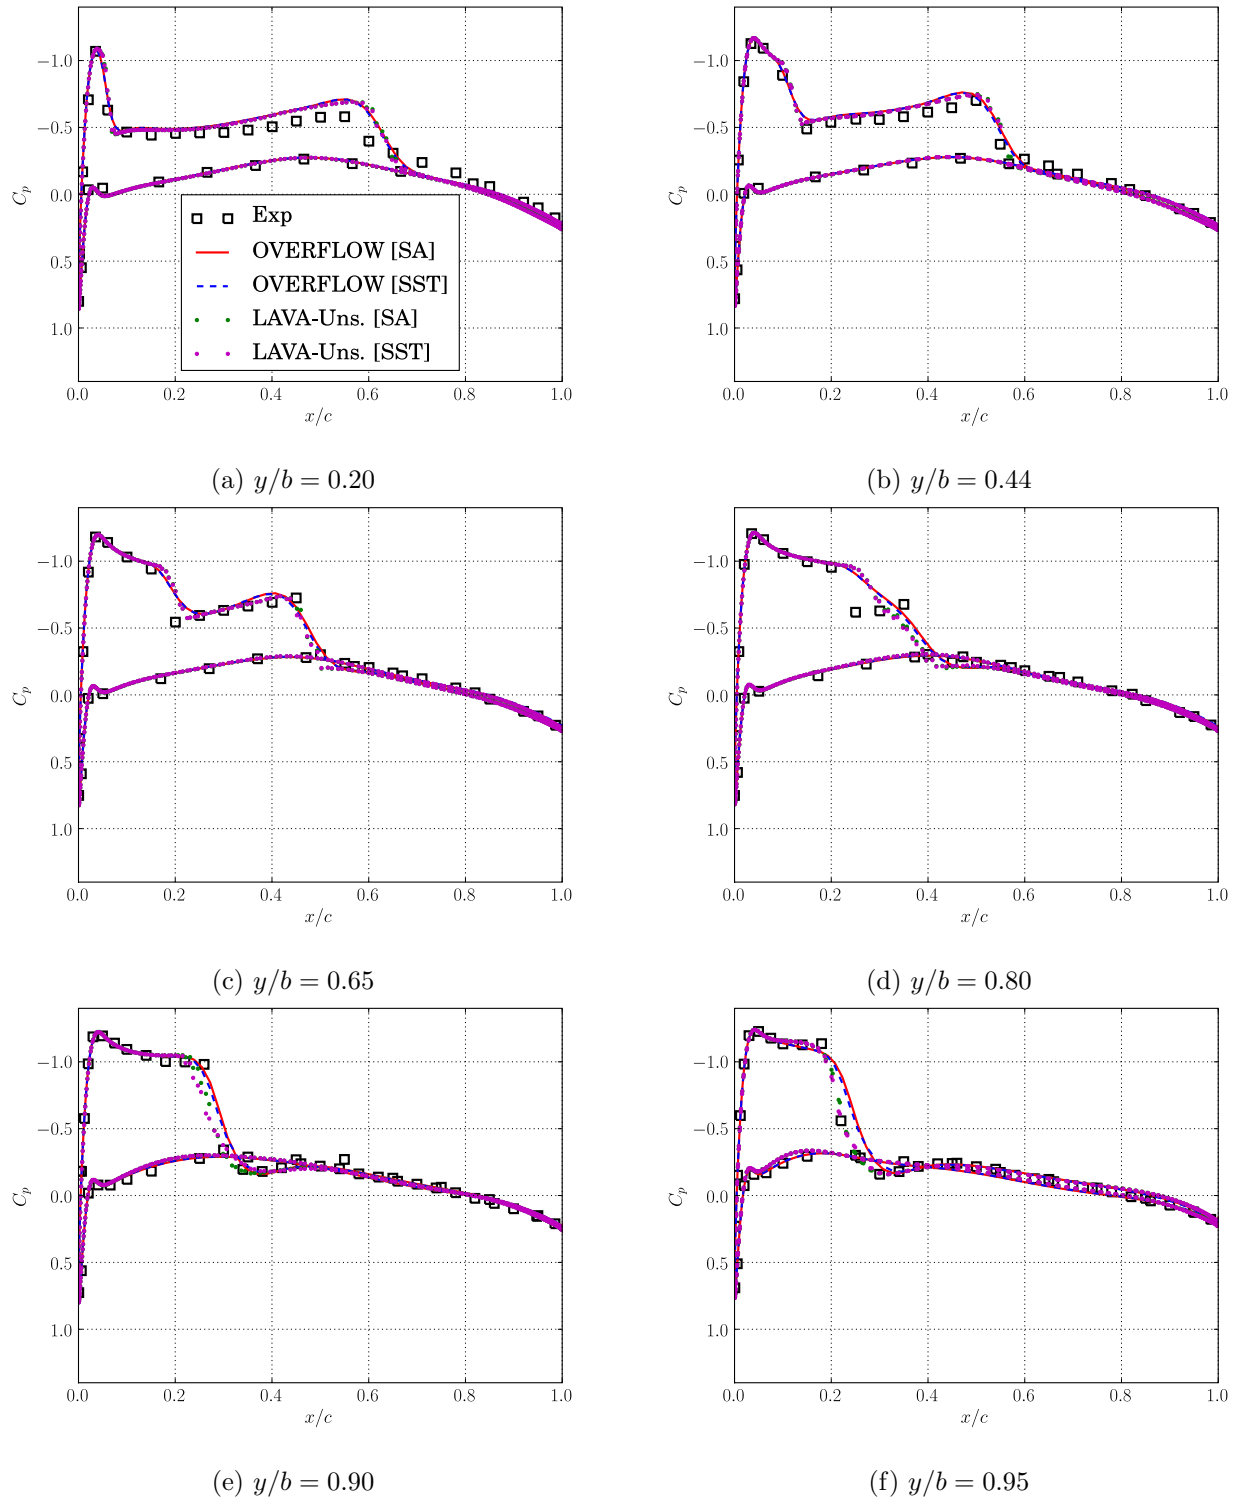 −1.0
−0.5
0.0
0.5
1.0
C_p
0.0 0.2 0.4 0.6 0.8 1.0
x/c
Exp
OVERFLOW [SA]
OVERFLOW [SST]
LAVA-Uns. [SA]
LAVA-Uns. [SST]
(a) y/b = 0.20
−1.0
−0.5
0.0
0.5
1.0
C_p
0.0 0.2 0.4 0.6 0.8 1.0
x/c
(b) y/b = 0.44
−1.0
−0.5
0.0
0.5
1.0
C_p
0.0 0.2 0.4 0.6 0.8 1.0
x/c
(c) y/b = 0.65
−1.0
−0.5
0.0
0.5
1.0
C_p
0.0 0.2 0.4 0.6 0.8 1.0
x/c
(d) y/b = 0.80
−1.0
−0.5
0.0
0.5
1.0
C_p
0.0 0.2 0.4 0.6 0.8 1.0
x/c
(e) y/b = 0.90
−1.0
−0.5
0.0
0.5
1.0
C_p
0.0 0.2 0.4 0.6 0.8 1.0
x/c
(f) y/b = 0.95